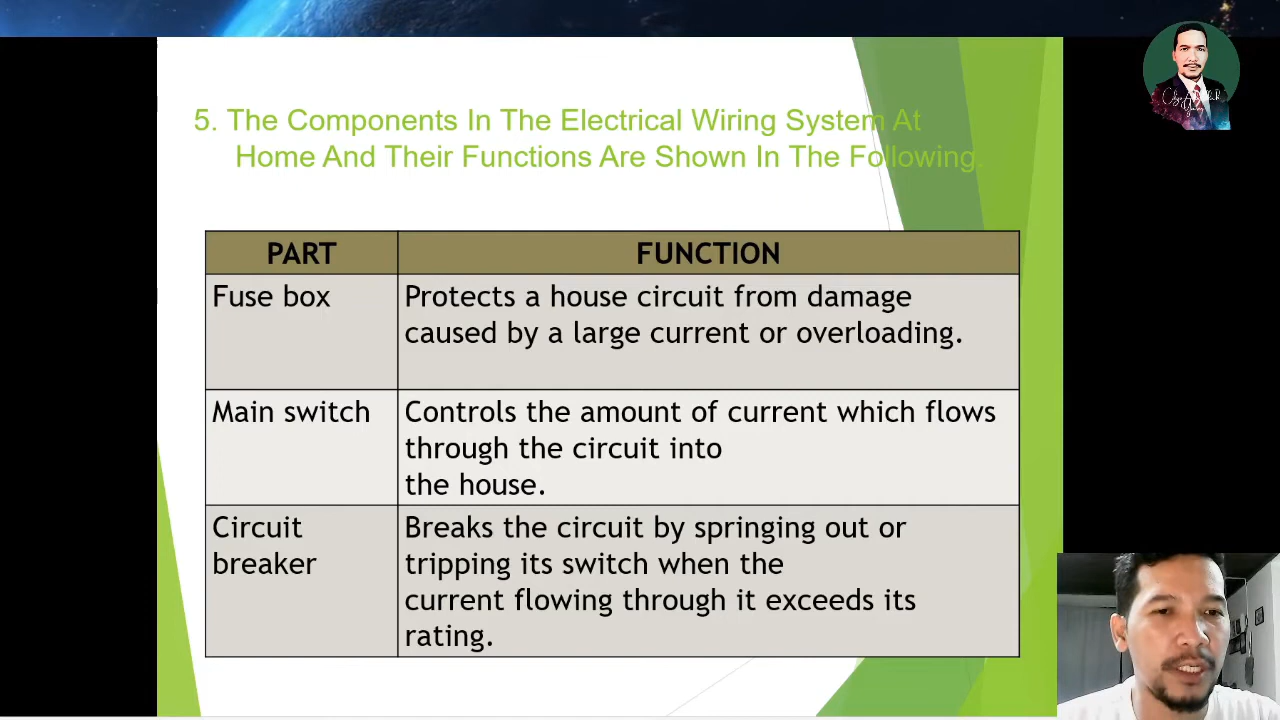 5. The Components In The Electrical Wiring System At
Home And Their Functions Are Shown In The Following.
PART
FUNCTION
Fuse box
Protects a house circuit from damage
caused by a large current or overloading.
Main switch
Controls the amount of current which flows
through the circuit into
the house.
Circuit
breaker
Breaks the circuit by springing out or
tripping its switch when the
current flowing through it exceeds its
rating.